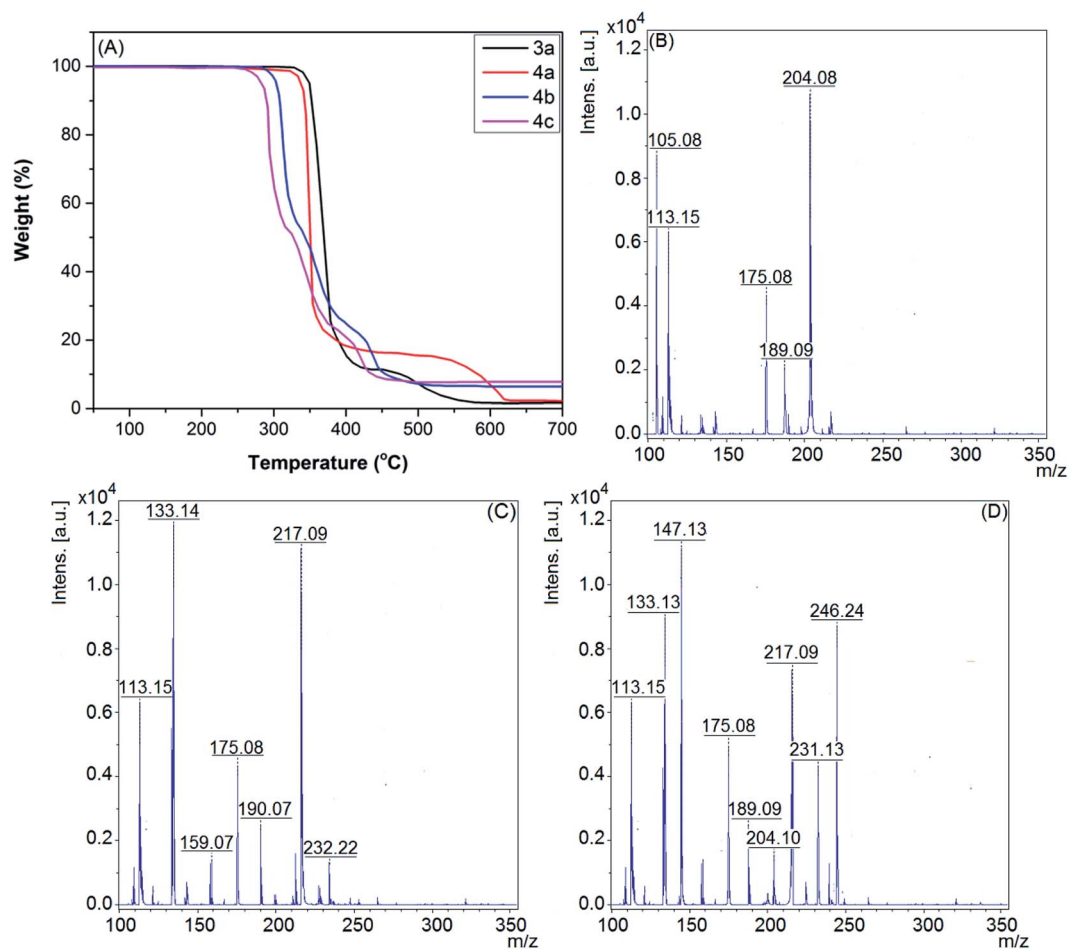 (A)
3a
4a
4b
4c
100
80
60
40
20
0
Weight (%)
100 200 300 400 500 600 700
Temperature (°C)
x10⁴
(B)
Intens. [a.u.]
1.2
1.0
0.8
0.6
0.4
0.2
0.0
204.08
105.08
113.15
175.08
189.09
100 150 200 250 300 350
m/z
x10⁴
(C)
Intens. [a.u.]
1.2
1.0
0.8
0.6
0.4
0.2
0.0
133.14
217.09
113.15
175.08
190.07
159.07
232.22
100 150 200 250 300 350
m/z
x10⁴
(D)
Intens. [a.u.]
1.2
1.0
0.8
0.6
0.4
0.2
0.0
147.13
133.13
246.24
217.09
113.15
175.08
231.13
189.09
204.10
100 150 200 250 300 350
m/z